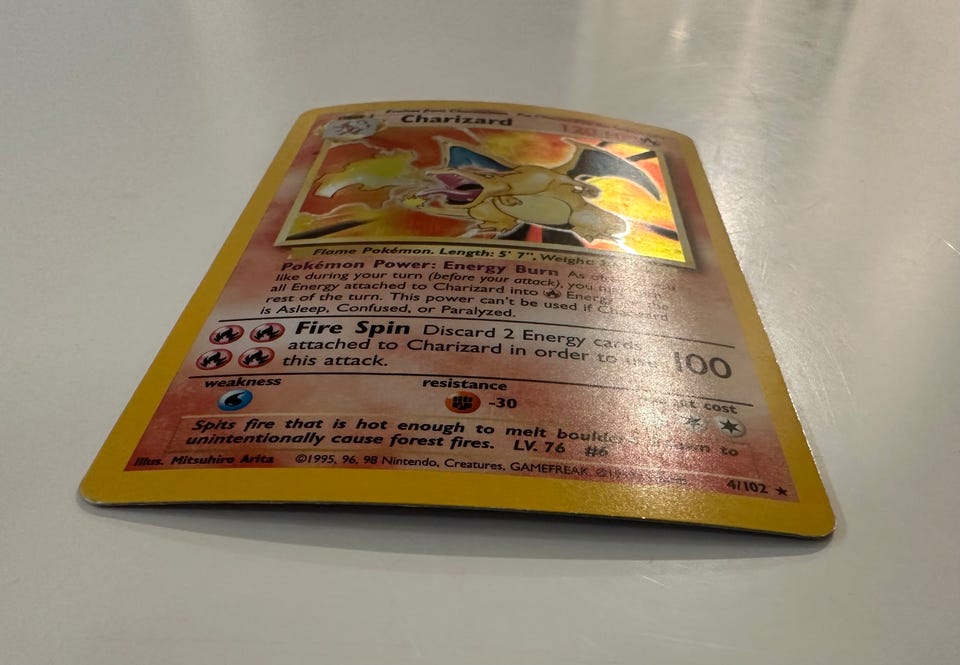 Charizard
120
Flame Pokémon. Length: 5' 7", Weight:
Pokémon Power: Energy Burn As
like during your turn (before your attack), you
all Energy attached to Charizard into Energy
rest of the turn. This power can't be used if Charizard
is Asleep, Confused, or Paralyzed.
Fire Spin Discard 2 Energy cards
attached to Charizard in order to
this attack.
100
weakness
resistance
cost
-30
Spits fire that is hot enough to melt boulders. to
unintentionally cause forest fires. LV. 76 #6
Illus. Mitsuhiro Arita ©1995, 96, 98 Nintendo, Creatures, GAMEFREAK.
4/102 ★